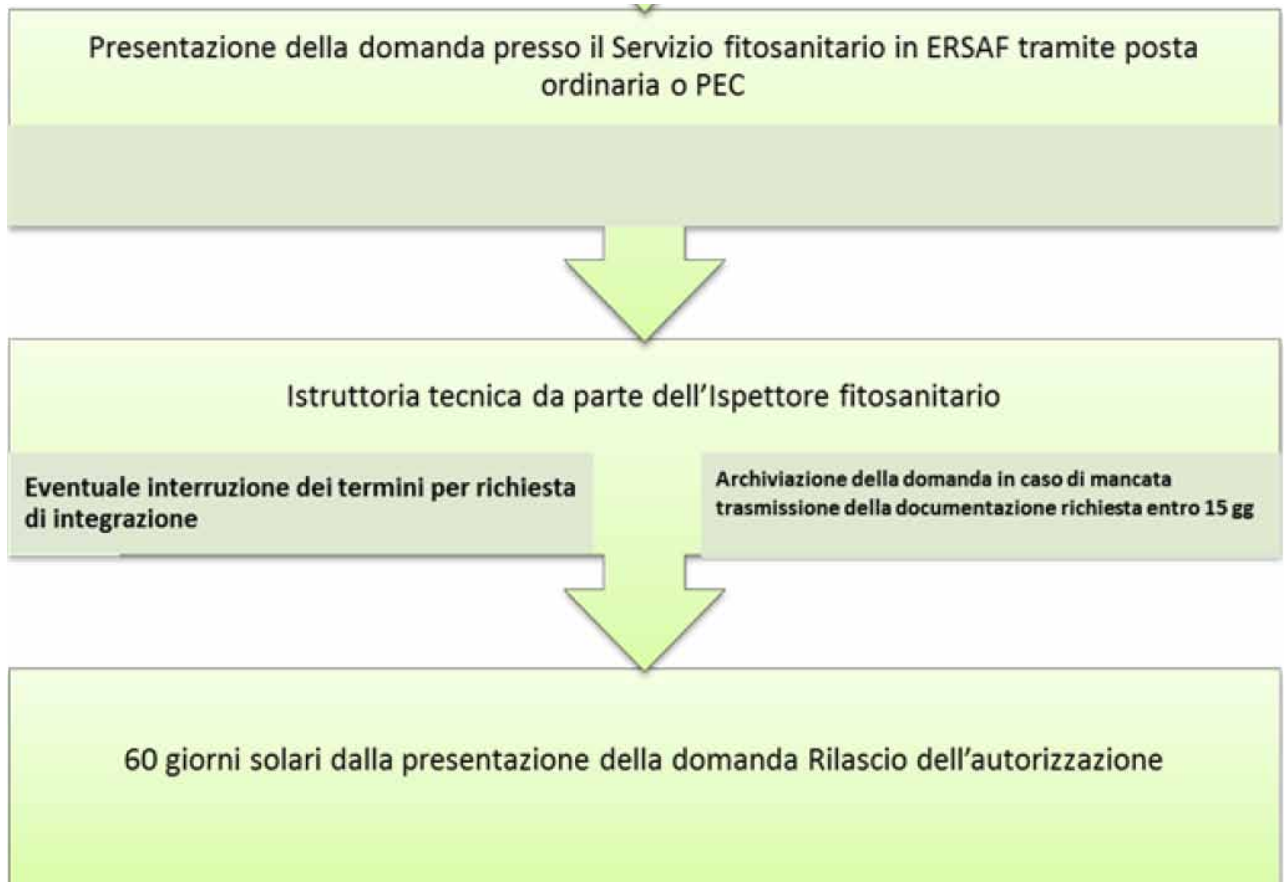 Presentazione della domanda presso il Servizio fitosanitario in ERSAF tramite posta
ordinaria o PEC
Istruttoria tecnica da parte dell'Ispettore fitosanitario
Eventuale interruzione dei termini per richiesta
di integrazione
Archiviazione della domanda in caso di mancata
trasmissione della documentazione richiesta entro 15 gg
60 giorni solari dalla presentazione della domanda Rilascio dell'autorizzazione